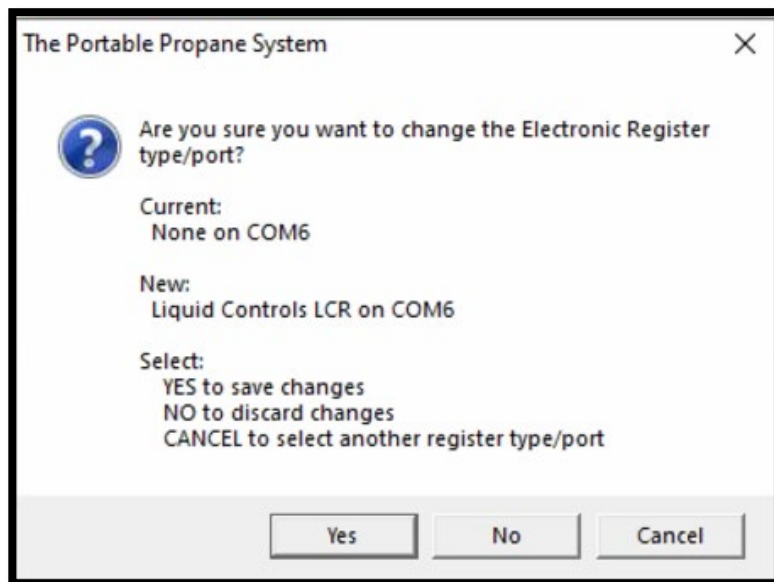 The Portable Propane System
Are you sure you want to change the Electronic Register
type/port?
Current:
None on COM6
New:
Liquid Controls LCR on COM6
Select:
YES to save changes
NO to discard changes
CANCEL to select another register type/port
Yes
No
Cancel